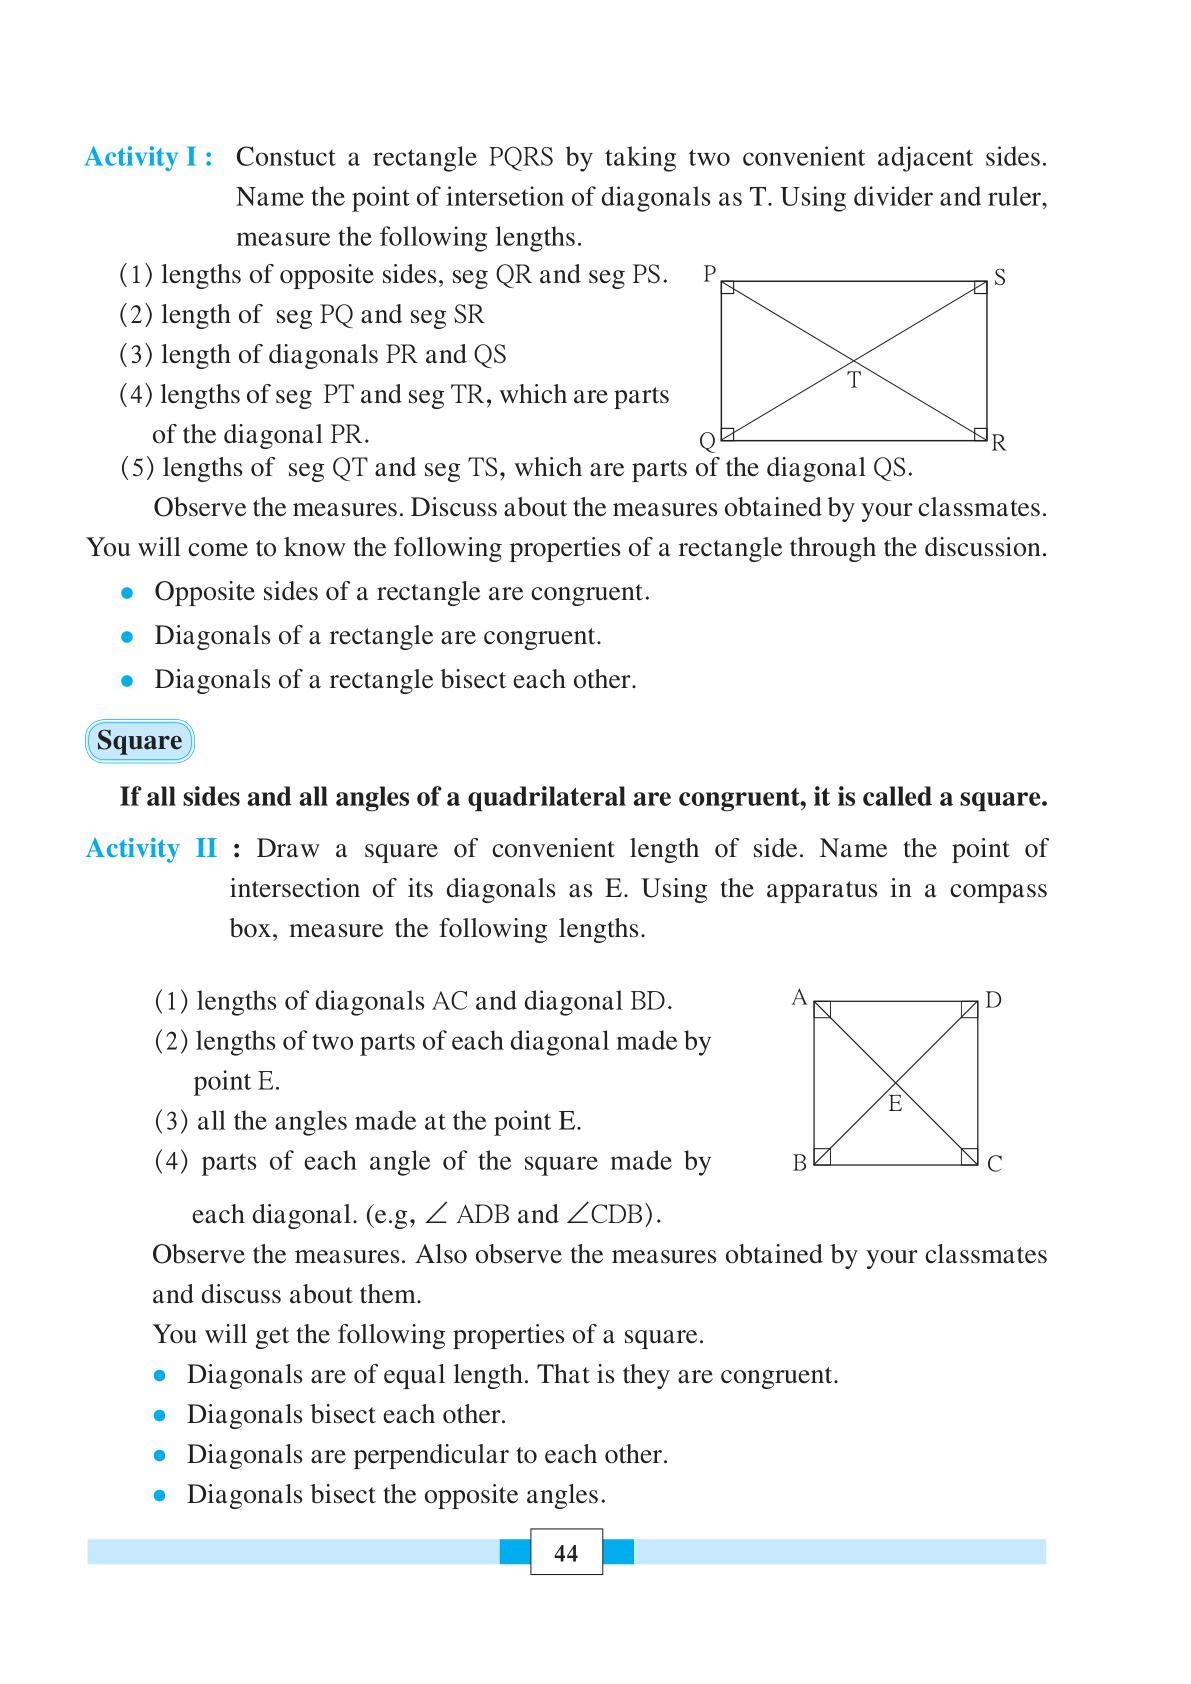 Activity I : Constuct a rectangle PQRS by taking two convenient adjacent sides.
Name the point of intersetion of diagonals as T. Using divider and ruler,
measure the following lengths.
(1) lengths of opposite sides, seg QR and seg PS.
(2) length of seg PQ and seg SR
(3) length of diagonals PR and QS
(4) lengths of seg PT and seg TR, which are parts
of the diagonal PR.
P
S
T
Q
R
(5) lengths of seg QT and seg TS, which are parts of the diagonal QS.
Observe the measures. Discuss about the measures obtained by your classmates.
You will come to know the following properties of a rectangle through the discussion.
• Opposite sides of a rectangle are congruent.
• Diagonals of a rectangle are congruent.
• Diagonals of a rectangle bisect each other.
Square
If all sides and all angles of a quadrilateral are congruent, it is called a square.
Activity II : Draw a square of convenient length of side. Name the point of
intersection of its diagonals as E. Using the apparatus in a compass
box, measure the following lengths.
(1) lengths of diagonals AC and diagonal BD.
(2) lengths of two parts of each diagonal made by
point E.
(3) all the angles made at the point E.
(4) parts of each angle of the square made by
each diagonal. (e.g, ∠ ADB and ∠CDB).
A
D
E
B
C
Observe the measures. Also observe the measures obtained by your classmates
and discuss about them.
You will get the following properties of a square.
• Diagonals are of equal length. That is they are congruent.
• Diagonals bisect each other.
• Diagonals are perpendicular to each other.
• Diagonals bisect the opposite angles.
44